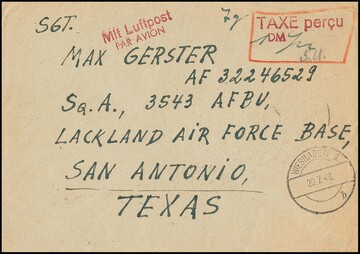 SGT.
Mit Luftpost
PAR AVION
TAXE perçu
DM
MAX GERSTER
AF 32246529
SQ.A., 3543 AFBU,
LACKLAND AIR FORCE BASE,
SAN ANTONIO,
TEXAS
WIESBADEN